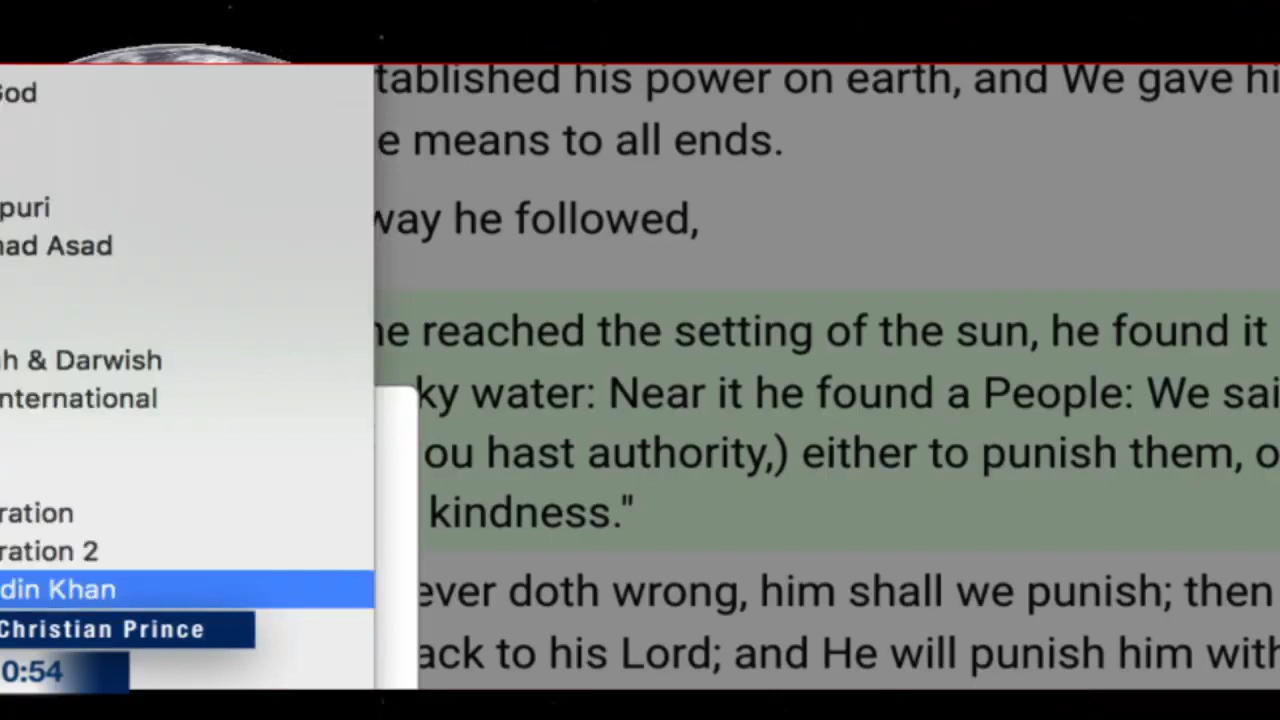 God
puri
ad Asad
h & Darwish
nternational
ration
ration 2
din Khan
Christian Prince
0:54
tablished his power on earth, and We gave hi
e means to all ends.
way he followed,
he reached the setting of the sun, he found it
ky water: Near it he found a People: We sai
ou hast authority,) either to punish them, o
kindness."
ever doth wrong, him shall we punish; then
ack to his Lord; and He will punish him with